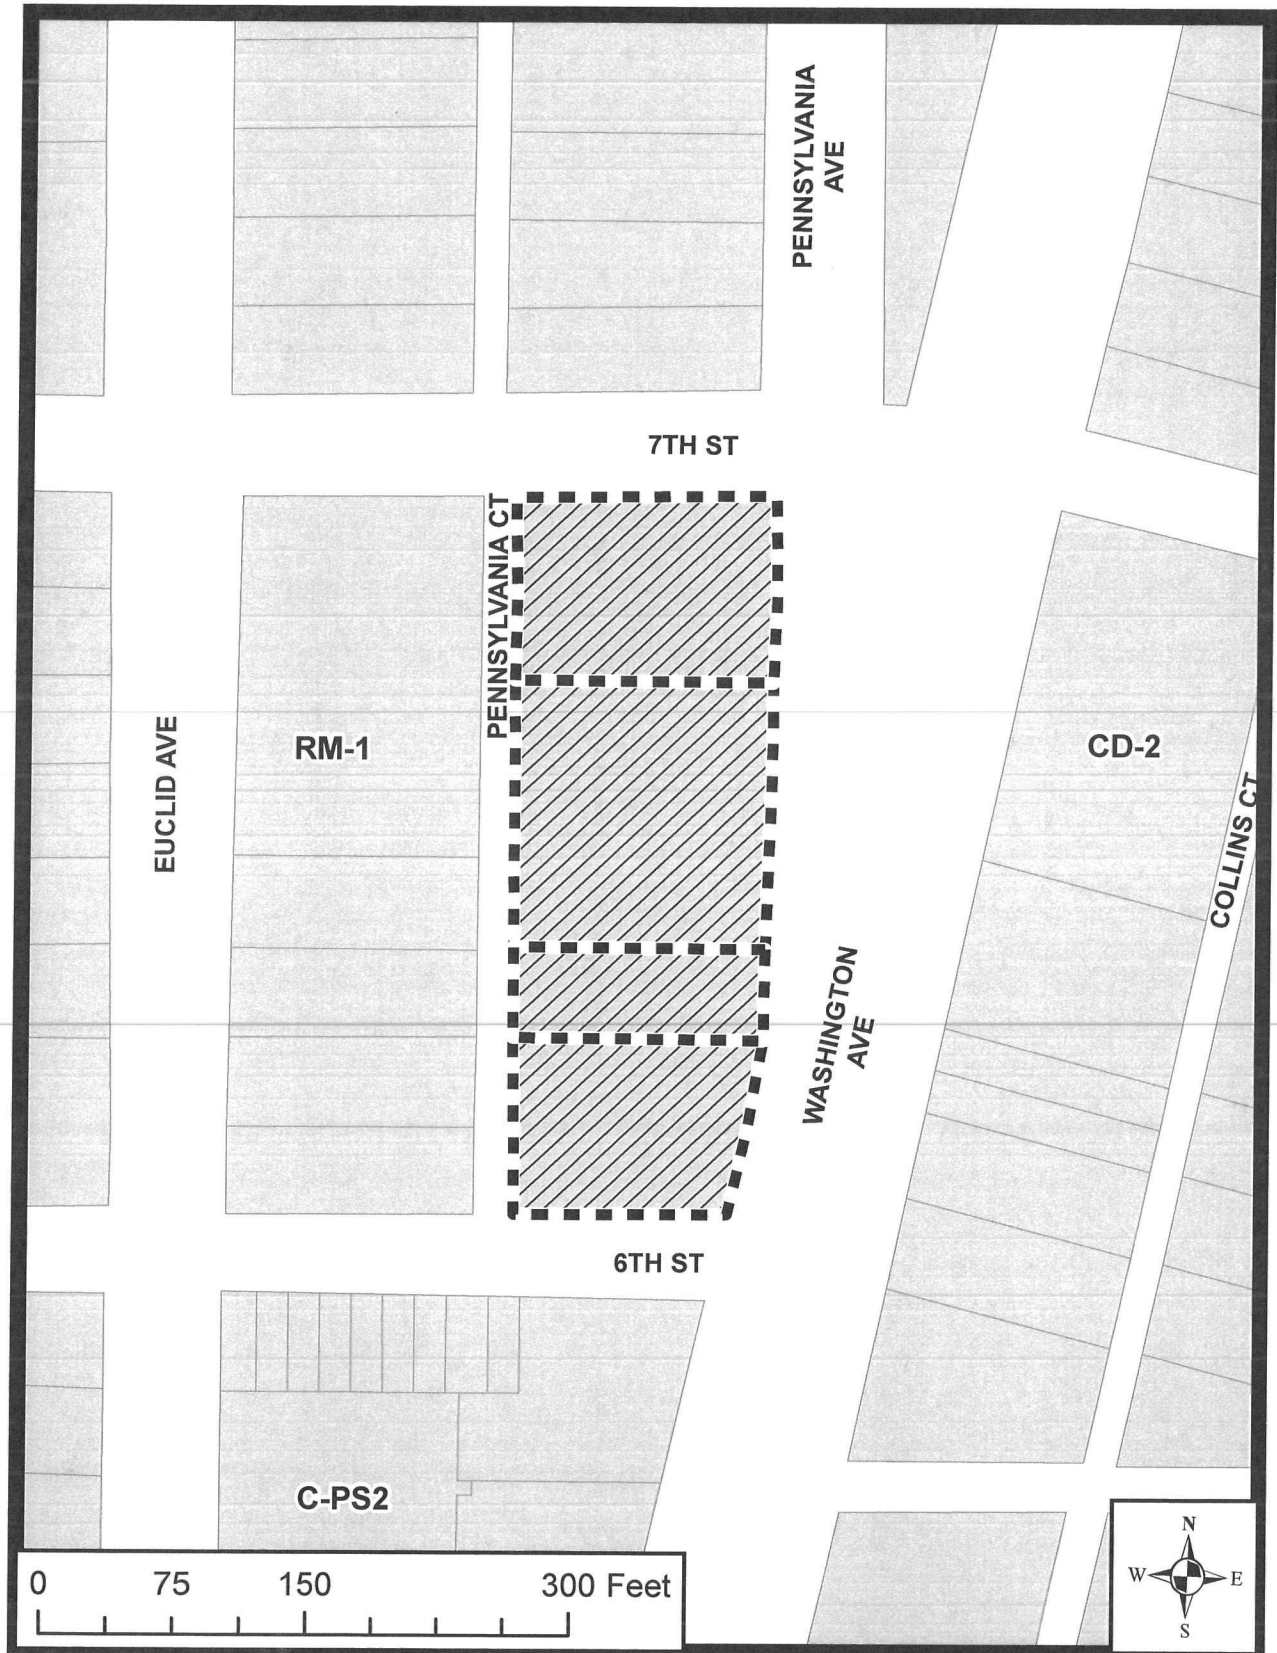 PENNSYLVANIA
AVE
7TH ST
PENNSYLVANIA CT
EUCLID AVE
RM-1
CD-2
COLLINS CT
WASHINGTON
AVE
6TH ST
C-PS2
0 75 150 300 Feet
N
W E
S